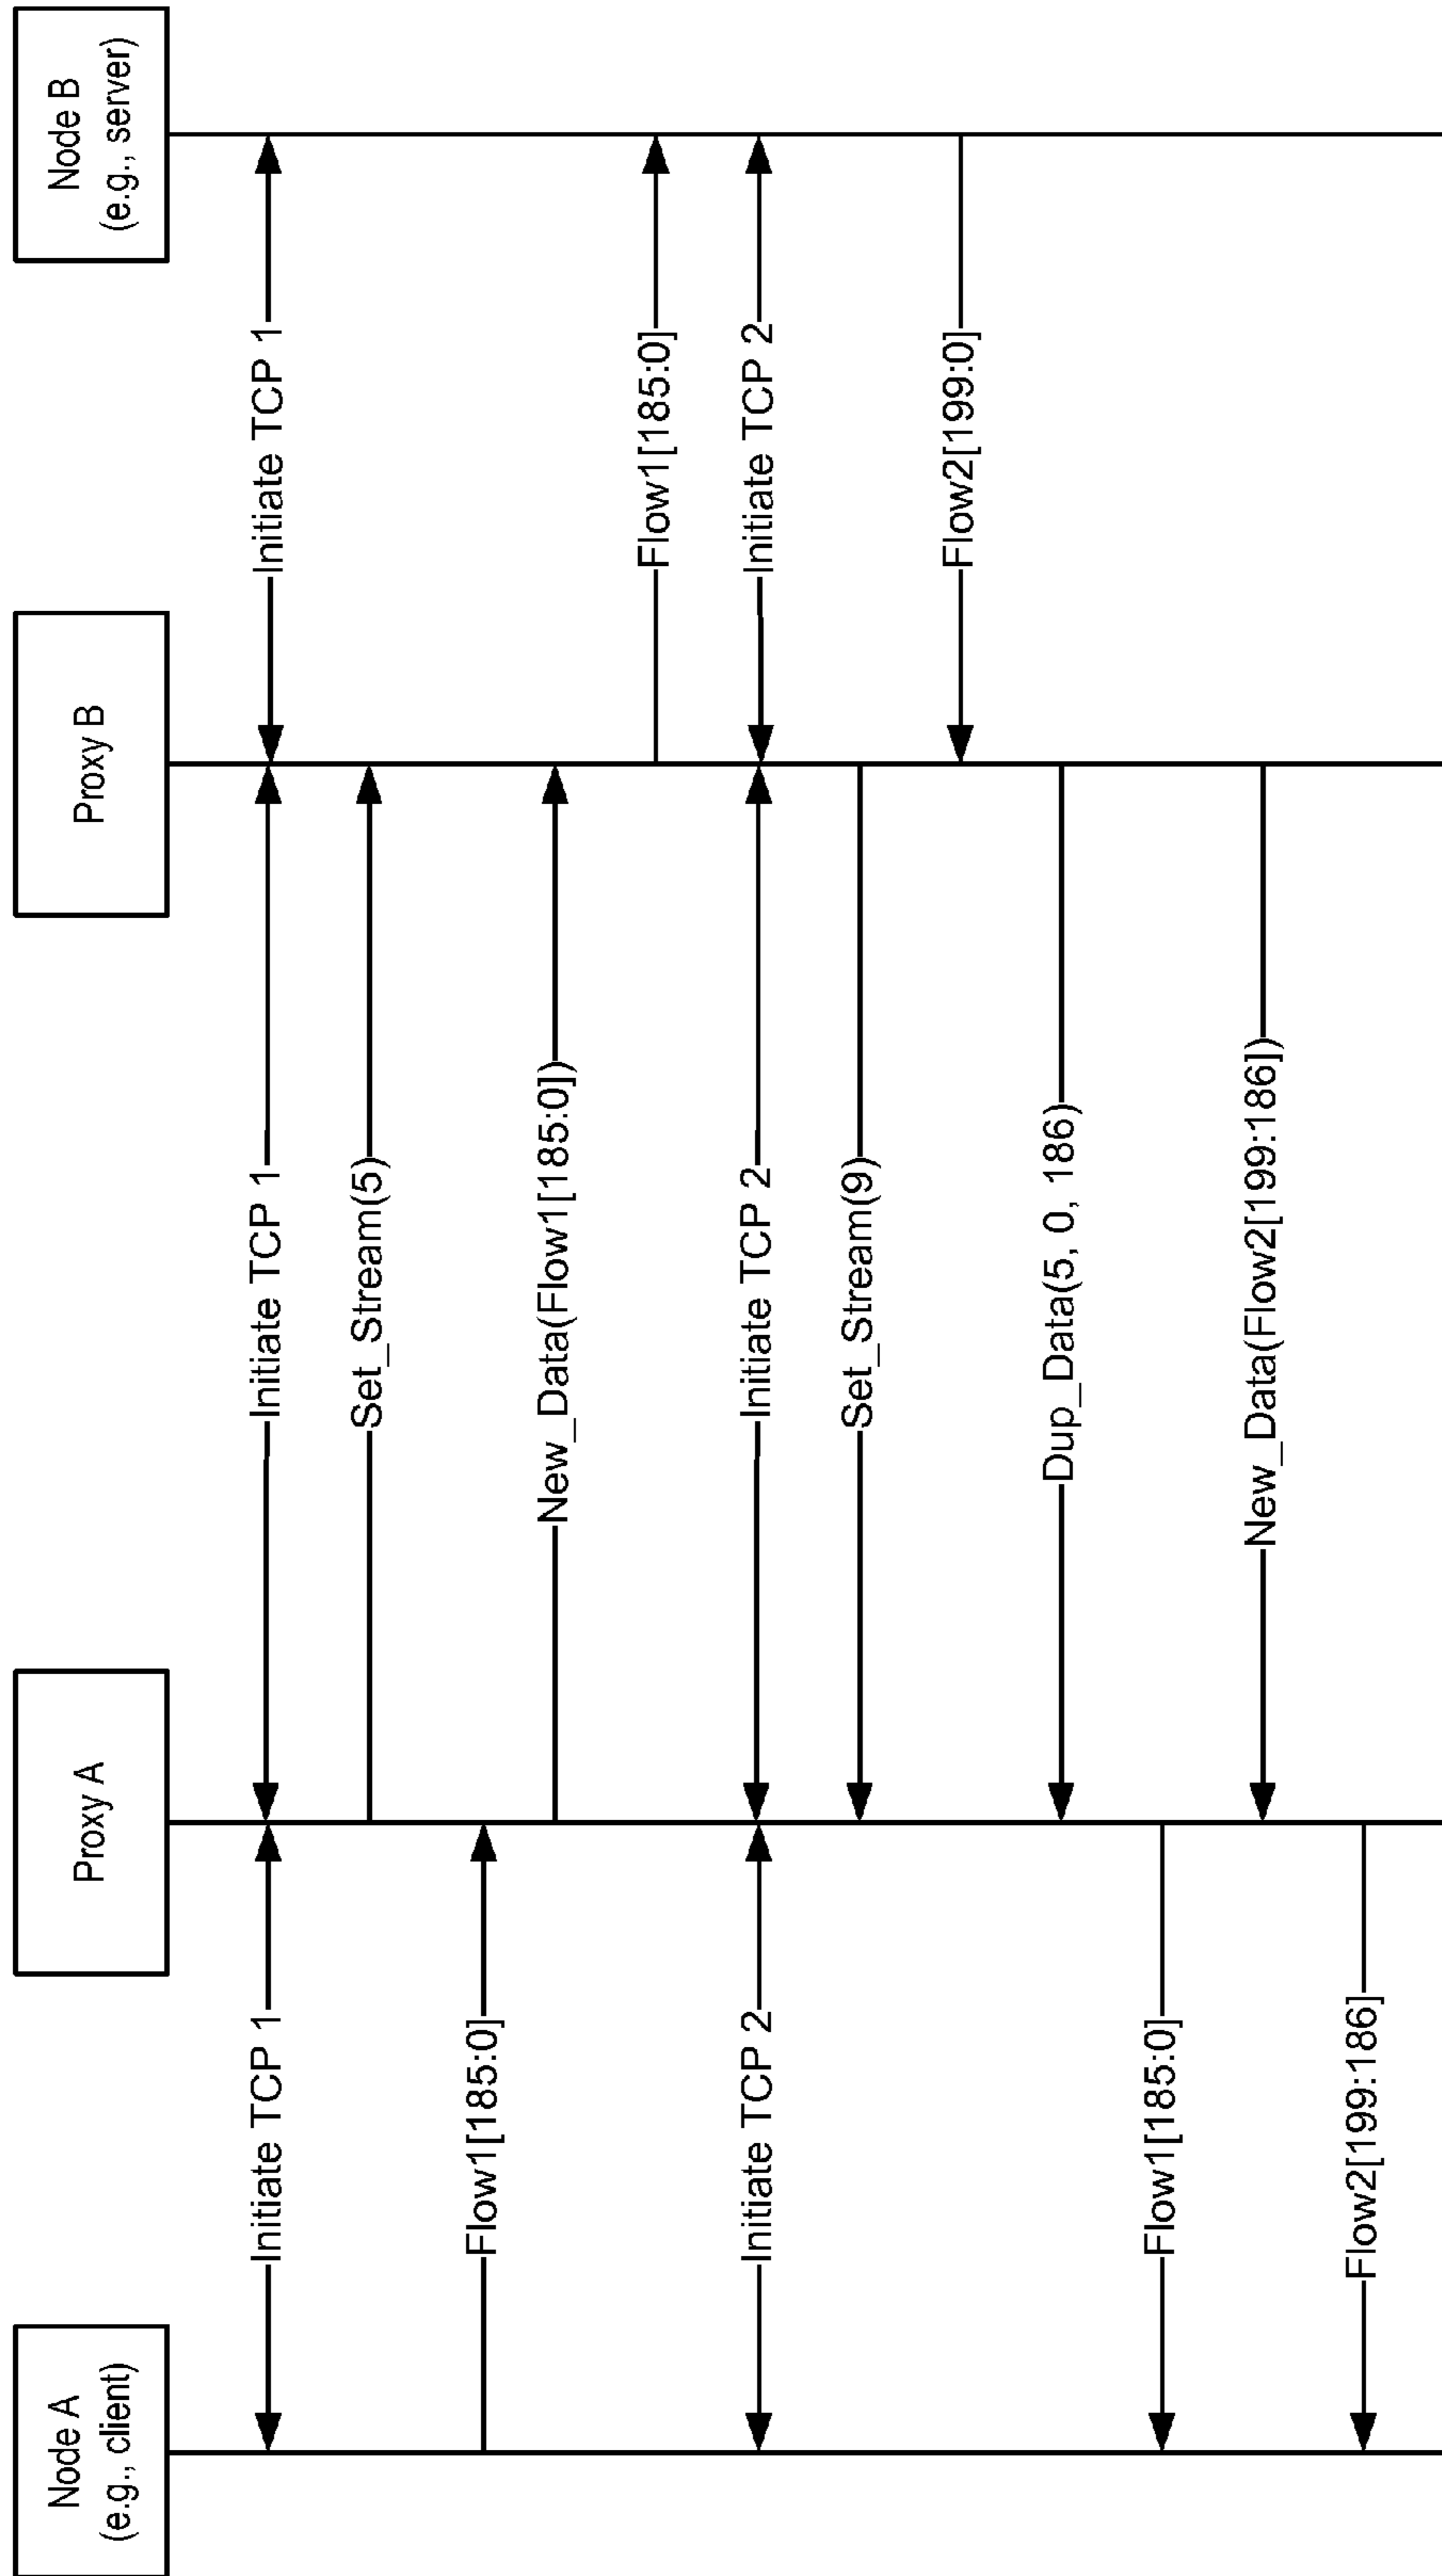 Node A
(e.g., client)
Proxy A
Proxy B
Node B
(e.g., server)
Initiate TCP 1
Initiate TCP 1
Initiate TCP 1
Set_Stream(5)
Flow1[185:0]
New_Data(Flow1[185:0])
Flow1[185:0]
Initiate TCP 2
Initiate TCP 2
Initiate TCP 2
Set_Stream(9)
Flow2[199:0]
Dup_Data(5, 0, 186)
Flow1[185:0]
New_Data(Flow2[199:186])
Flow2[199:186]